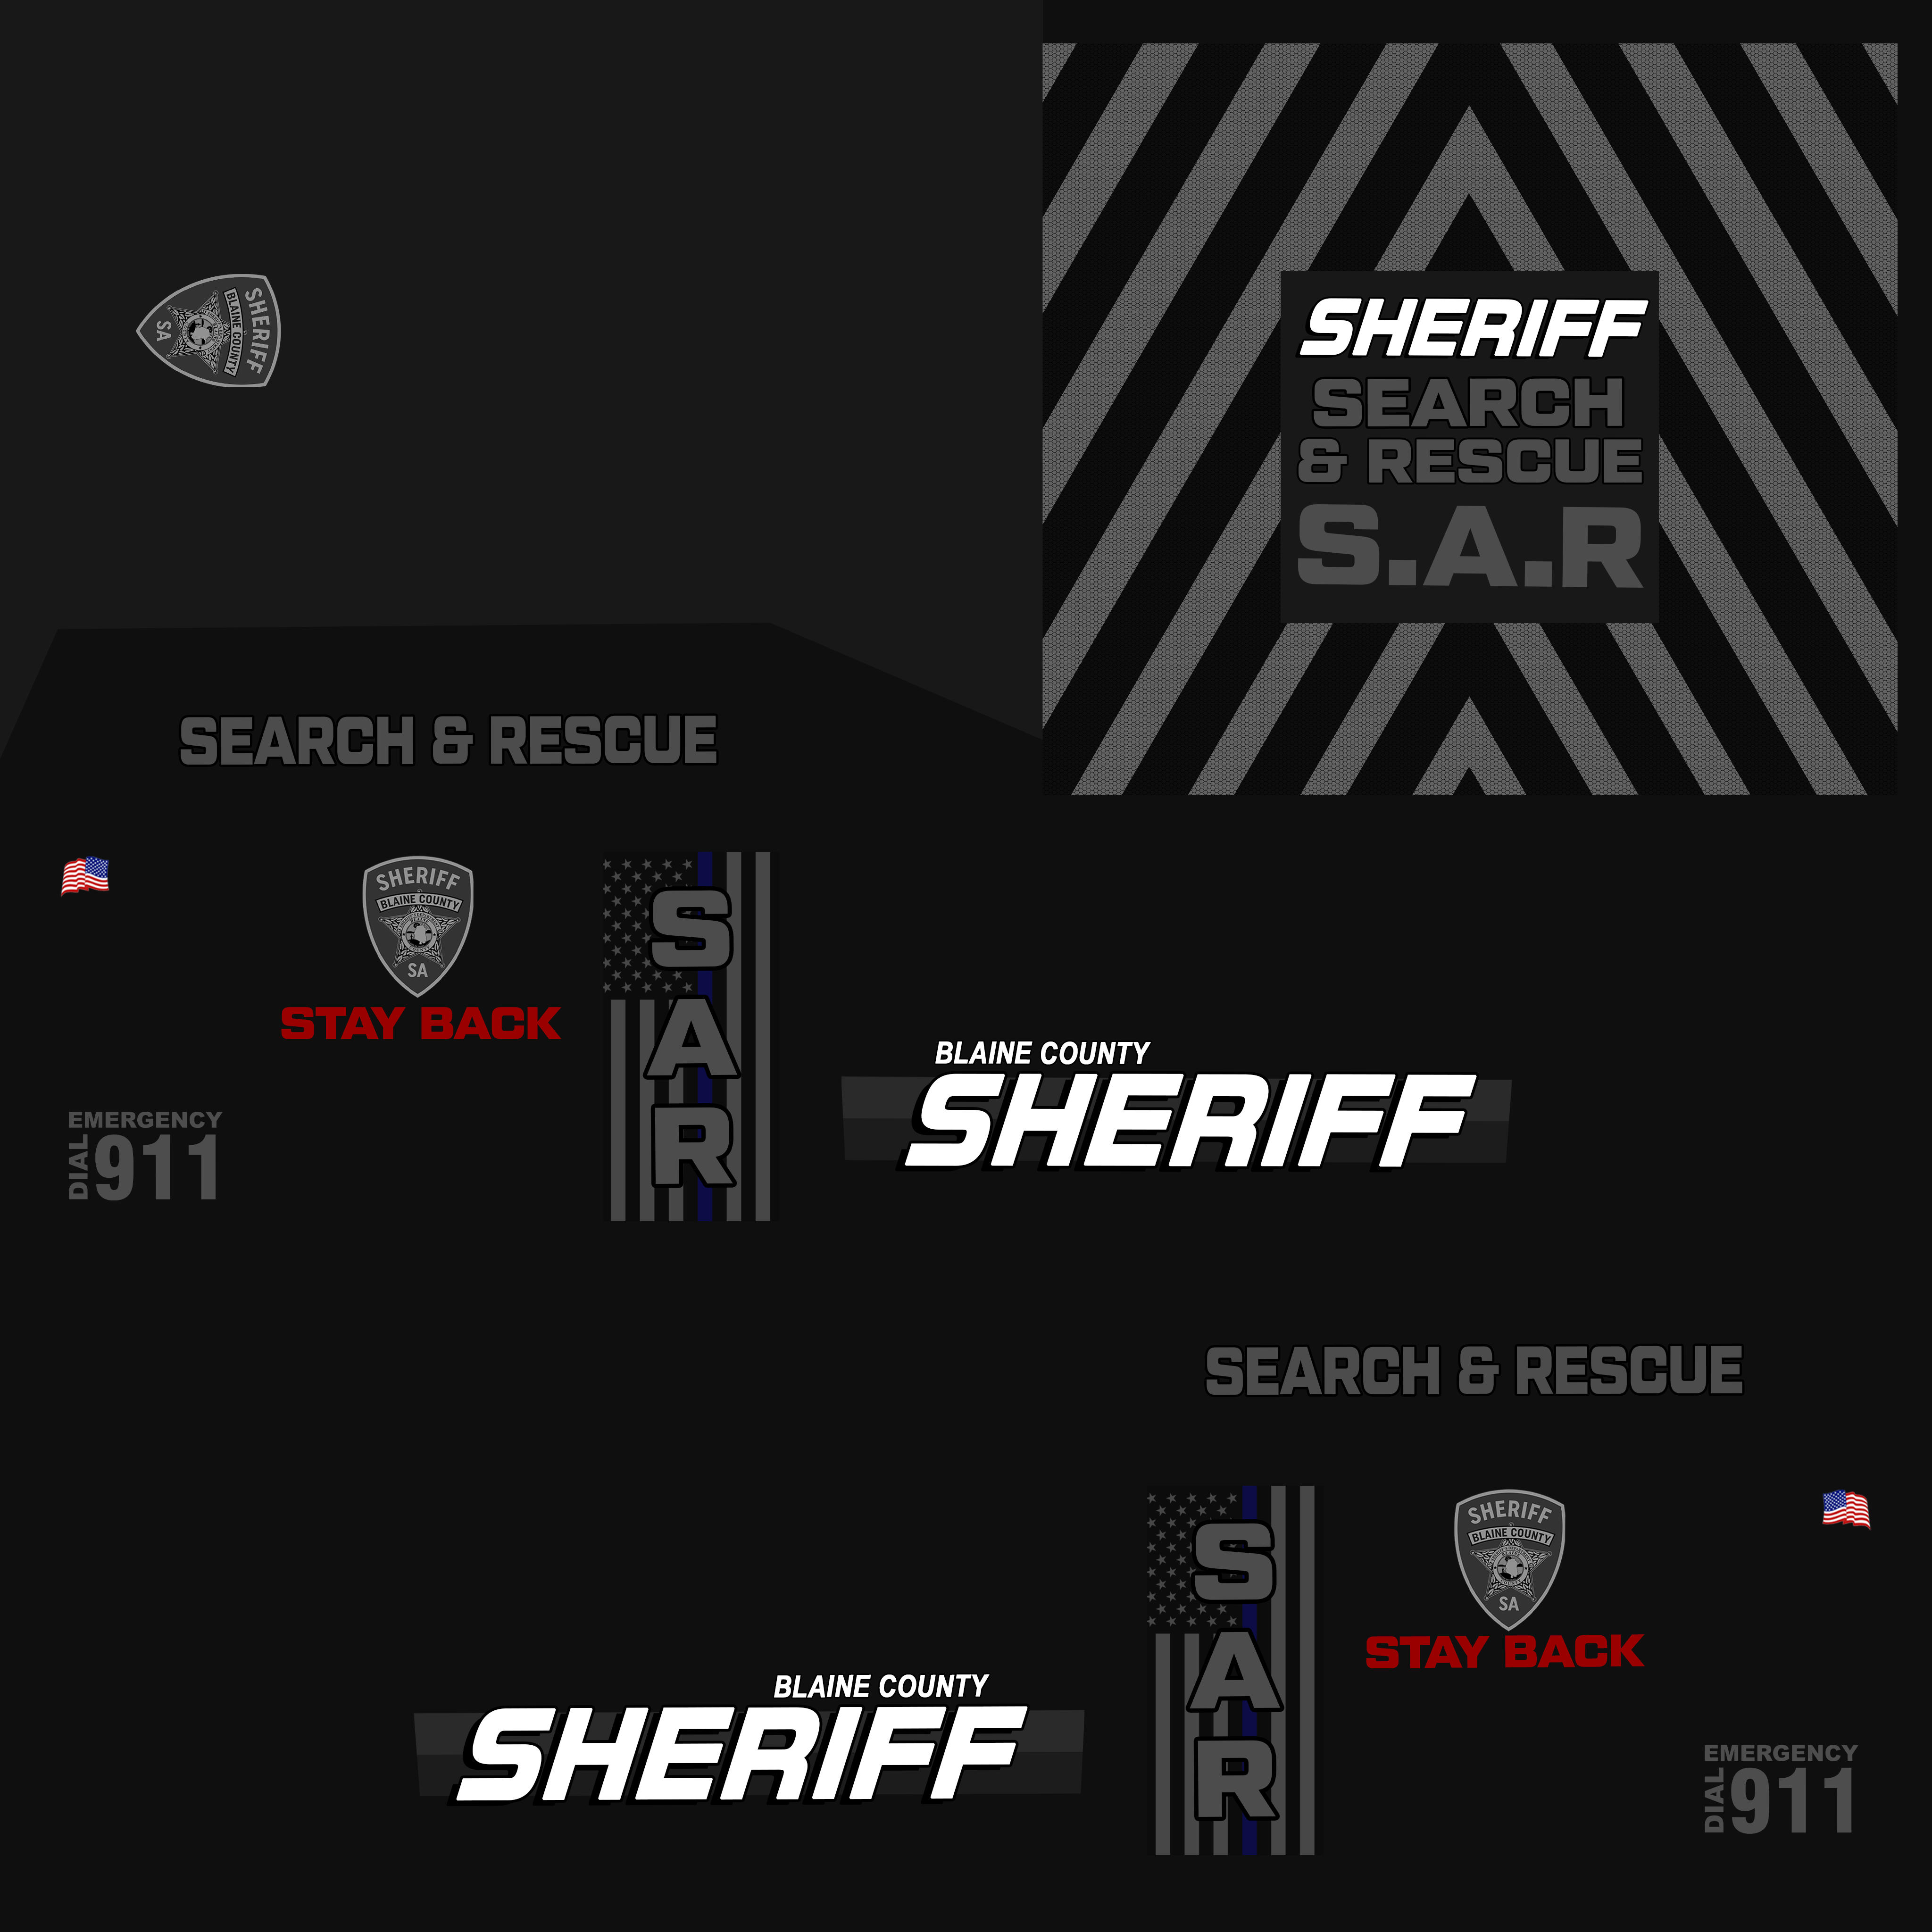 SHERIFF
BLAINE COUNTY
SA
SHERIFF
SEARCH
& RESCUE
S.A.R
SEARCH & RESCUE
SHERIFF
BLAINE COUNTY
SA
STAY BACK
S
A
R
BLAINE COUNTY
SHERIFF
EMERGENCY
DIAL
911
SEARCH & RESCUE
S
A
R
SHERIFF
BLAINE COUNTY
SA
STAY BACK
BLAINE COUNTY
SHERIFF
EMERGENCY
DIAL
911